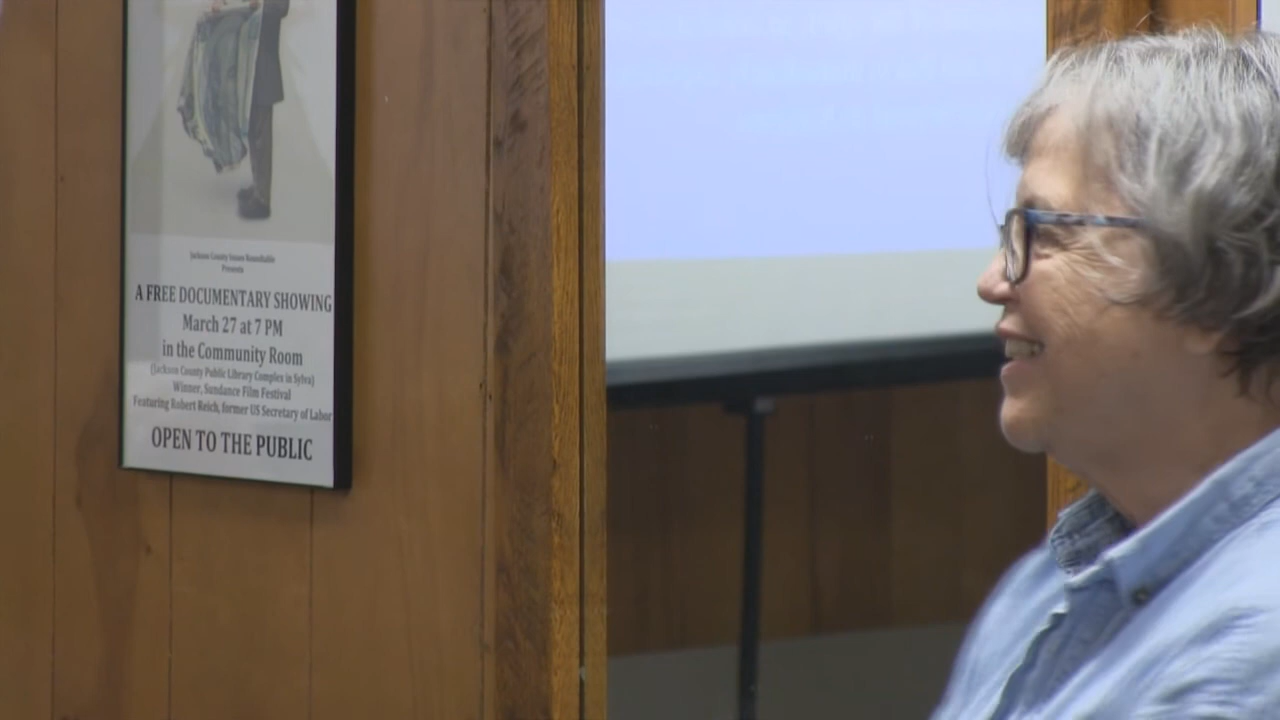 Jackson County Issues Roundtable
Presents
A FREE DOCUMENTARY SHOWING
March 27 at 7 PM
in the Community Room
(Jackson County Public Library Complex in Sylva)
Winner, Sundance Film Festival
Featuring Robert Reich, former US Secretary of Labor
OPEN TO THE PUBLIC